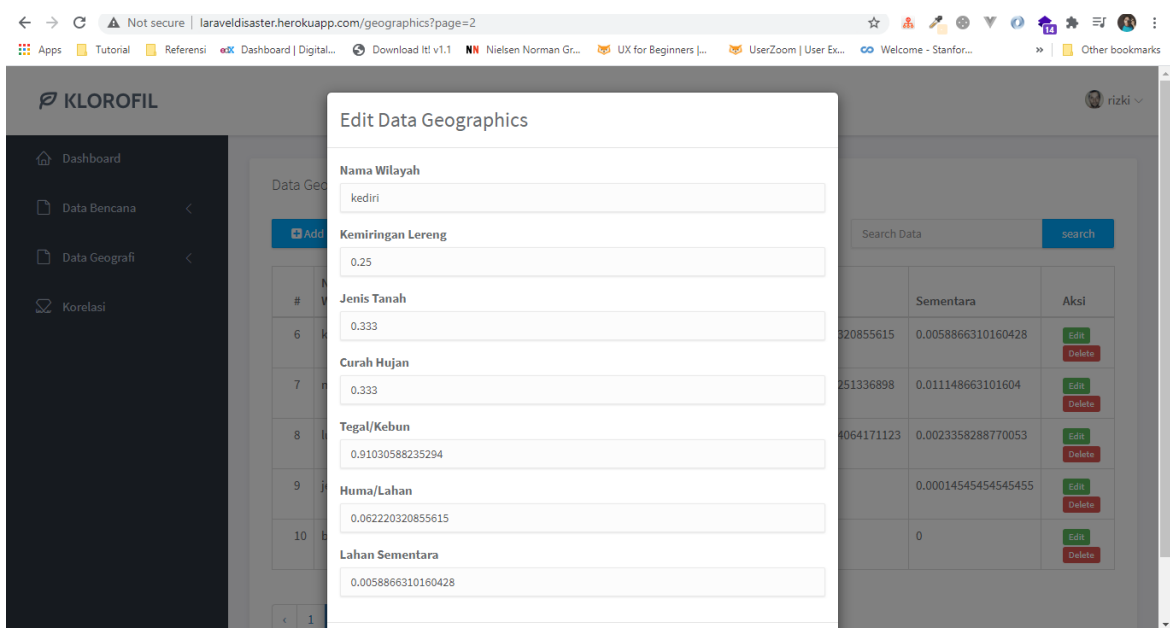 Not secure | laraveldisaster.herokuapp.com/geographics?page=2
14
Apps Tutorial Referensi edX Dashboard | Digital... Download It! v1.1 NN Nielsen Norman Gr... UX for Beginners |... UserZoom | User Ex... CO Welcome - Stanfor... » Other bookmarks
KLOROFIL
rizki
Dashboard
Data Bencana
Data Geografi
Korelasi
Edit Data Geographics
Nama Wilayah
kediri
Kemiringan Lereng
0.25
Jenis Tanah
0.333
Curah Hujan
0.333
Tegal/Kebun
0.91030588235294
Huma/Lahan
0.062220320855615
Lahan Sementara
0.0058866310160428
Data Geo
Add
Search Data search
# Sementara Aksi
6 k 320855615 0.0058866310160428 Edit Delete
7 251336898 0.011148663101604 Edit Delete
8 4064171123 0.0023358288770053 Edit Delete
9 0.00014545454545455 Edit Delete
10 b 0 Edit Delete
‹ 1